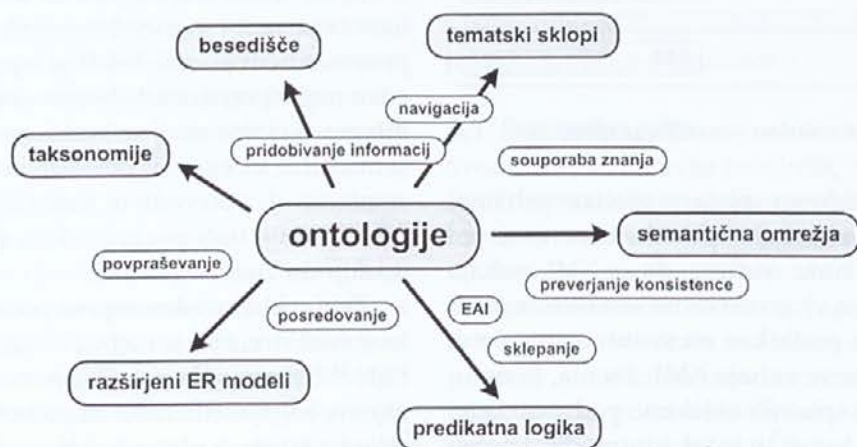 tematski sklopi
besedišče
navigacija
taksonomije
pridobivanje informacij
souporaba znanja
ontologije
semantična omrežja
povpraševanje
preverjanje konsistence
EAI
posredovanje
sklepanje
razširjeni ER modeli
predikatna logika